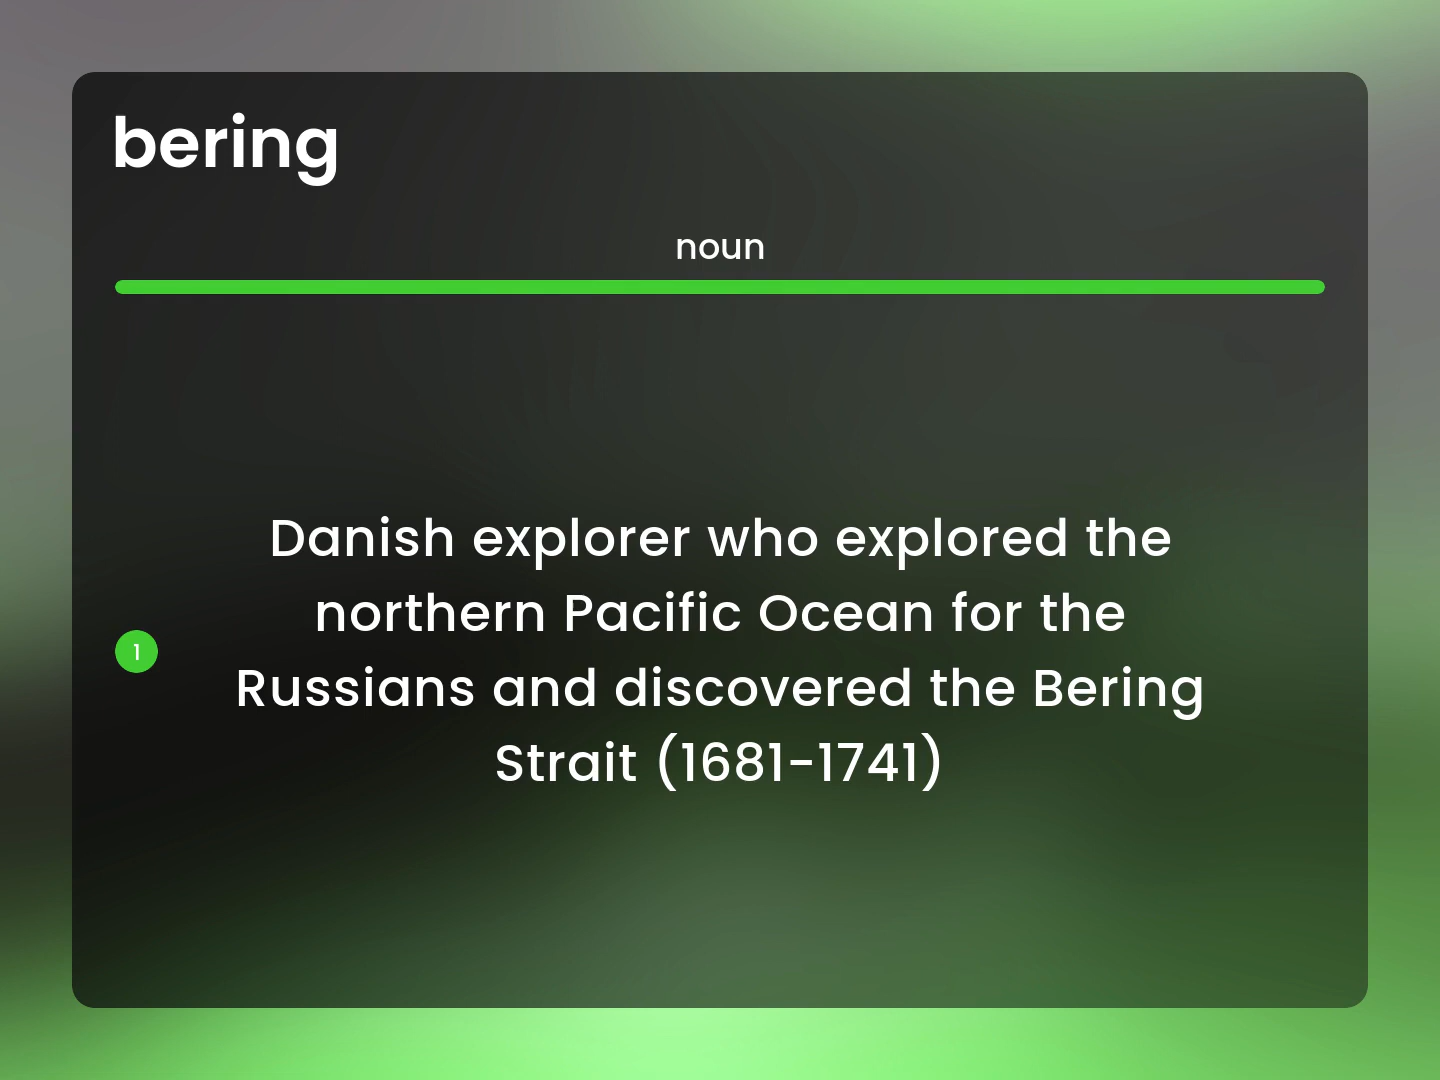 bering
noun
1
Danish explorer who explored the
northern Pacific Ocean for the
Russians and discovered the Bering
Strait (1681-1741)